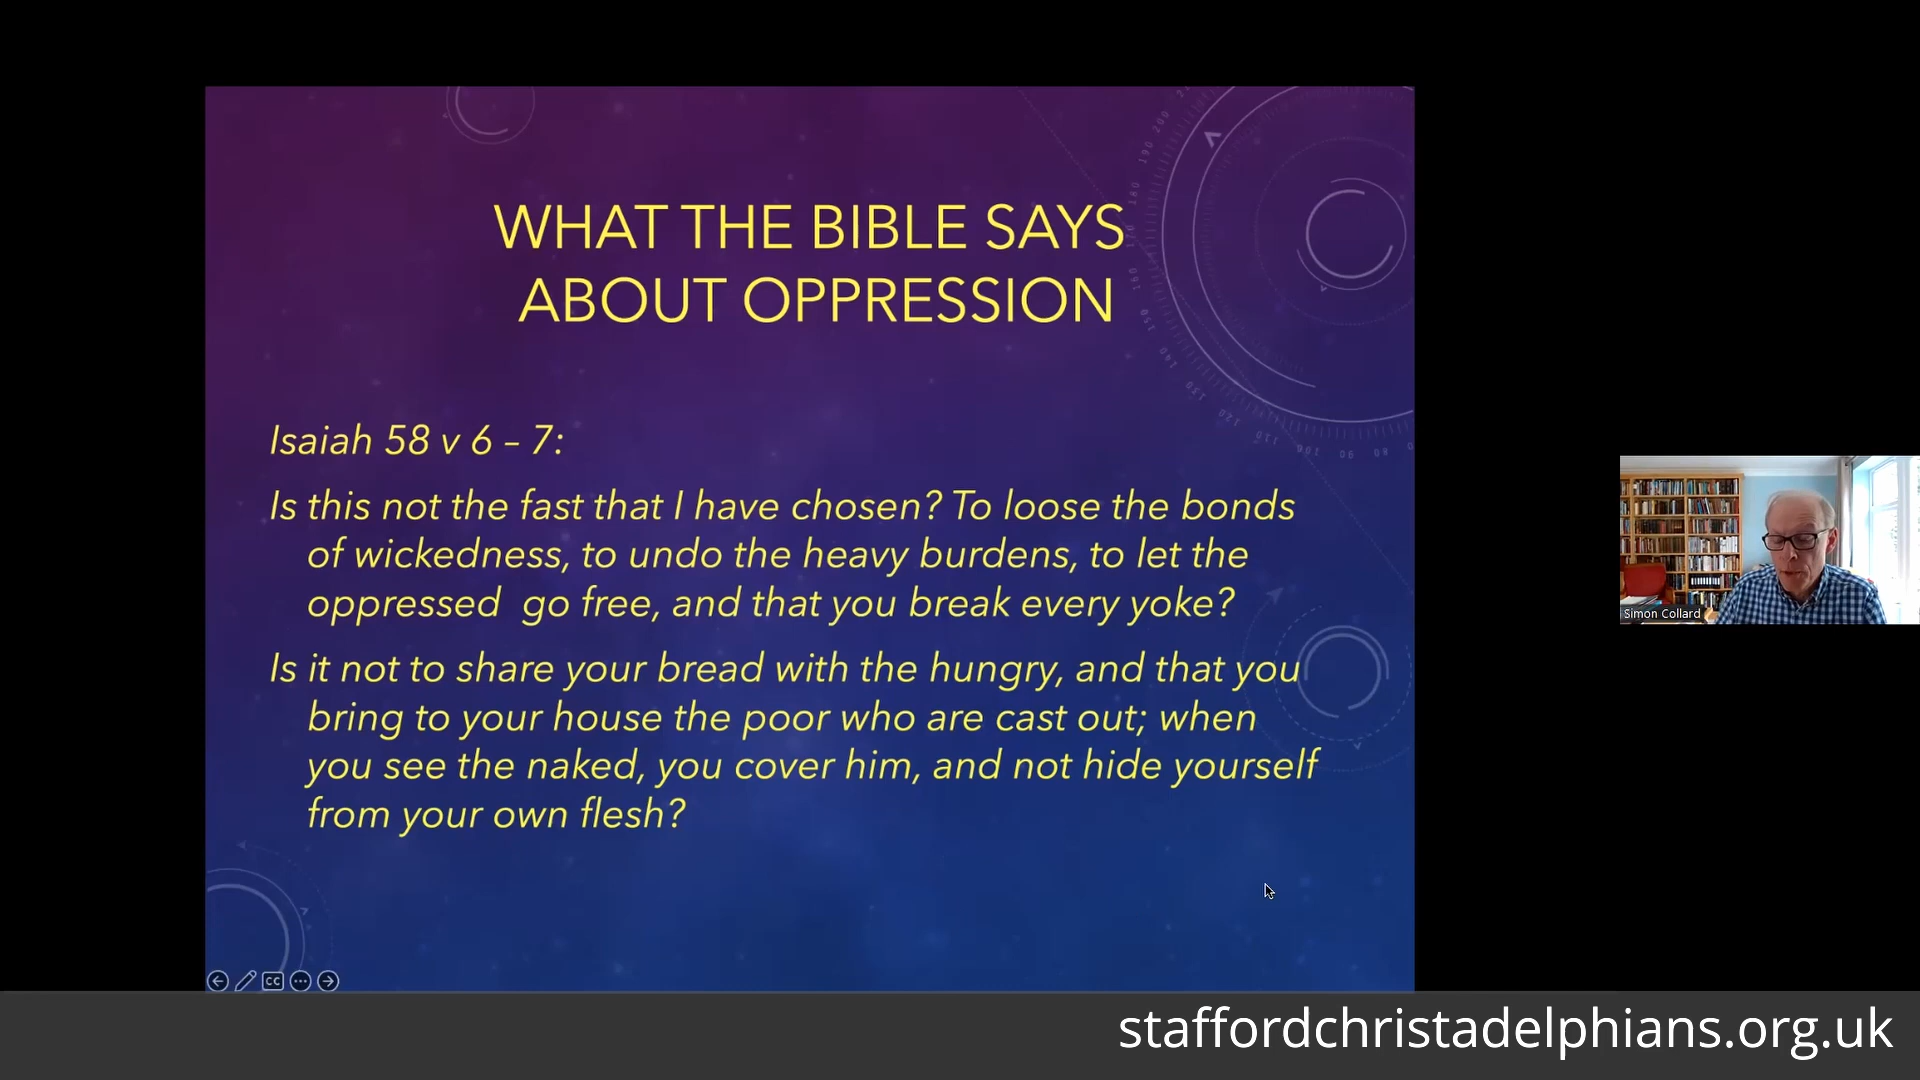 WHAT THE BIBLE SAYS
ABOUT OPPRESSION
Isaiah 58 v 6 – 7:
Is this not the fast that I have chosen? To loose the bonds
of wickedness, to undo the heavy burdens, to let the
oppressed  go free, and that you break every yoke?
Is it not to share your bread with the hungry, and that you
bring to your house the poor who are cast out; when
you see the naked, you cover him, and not hide yourself
from your own flesh?
Simon Collard
CC
staffordchristadelphians.org.uk